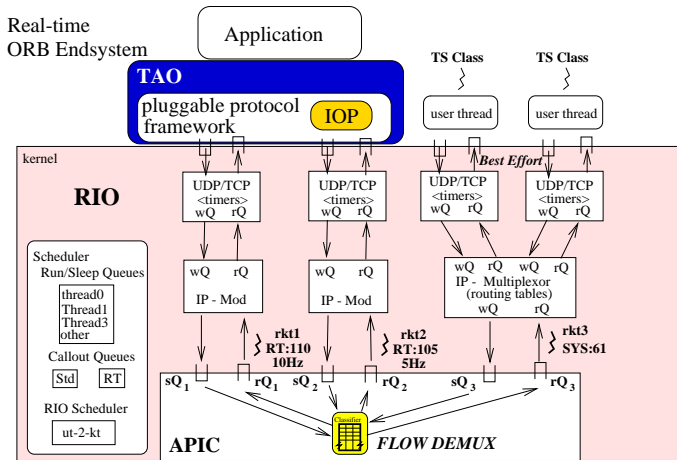 Real-time
ORB Endsystem
Application
TS Class
TS Class
TAO
pluggable protocol
framework
IOP
user thread
user thread
kernel
Best Effort
RIO
UDP/TCP
<timers>
wQ rQ
UDP/TCP
<timers>
wQ rQ
UDP/TCP
<timers>
wQ rQ
UDP/TCP
<timers>
wQ rQ
Scheduler
Run/Sleep Queues
thread0
Thread1
Thread3
other
Callout Queues
Std
RT
RIO Scheduler
ut-2-kt
wQ rQ
IP - Mod
wQ rQ
IP - Mod
wQ rQ wQ rQ
IP - Multiplexor
(routing tables)
wQ rQ
rkt1
RT:110
10Hz
rkt2
RT:105
5Hz
rkt3
SYS:61
sQ1
rQ1
sQ2
rQ2
sQ3
rQ3
Classifier
APIC
FLOW DEMUX